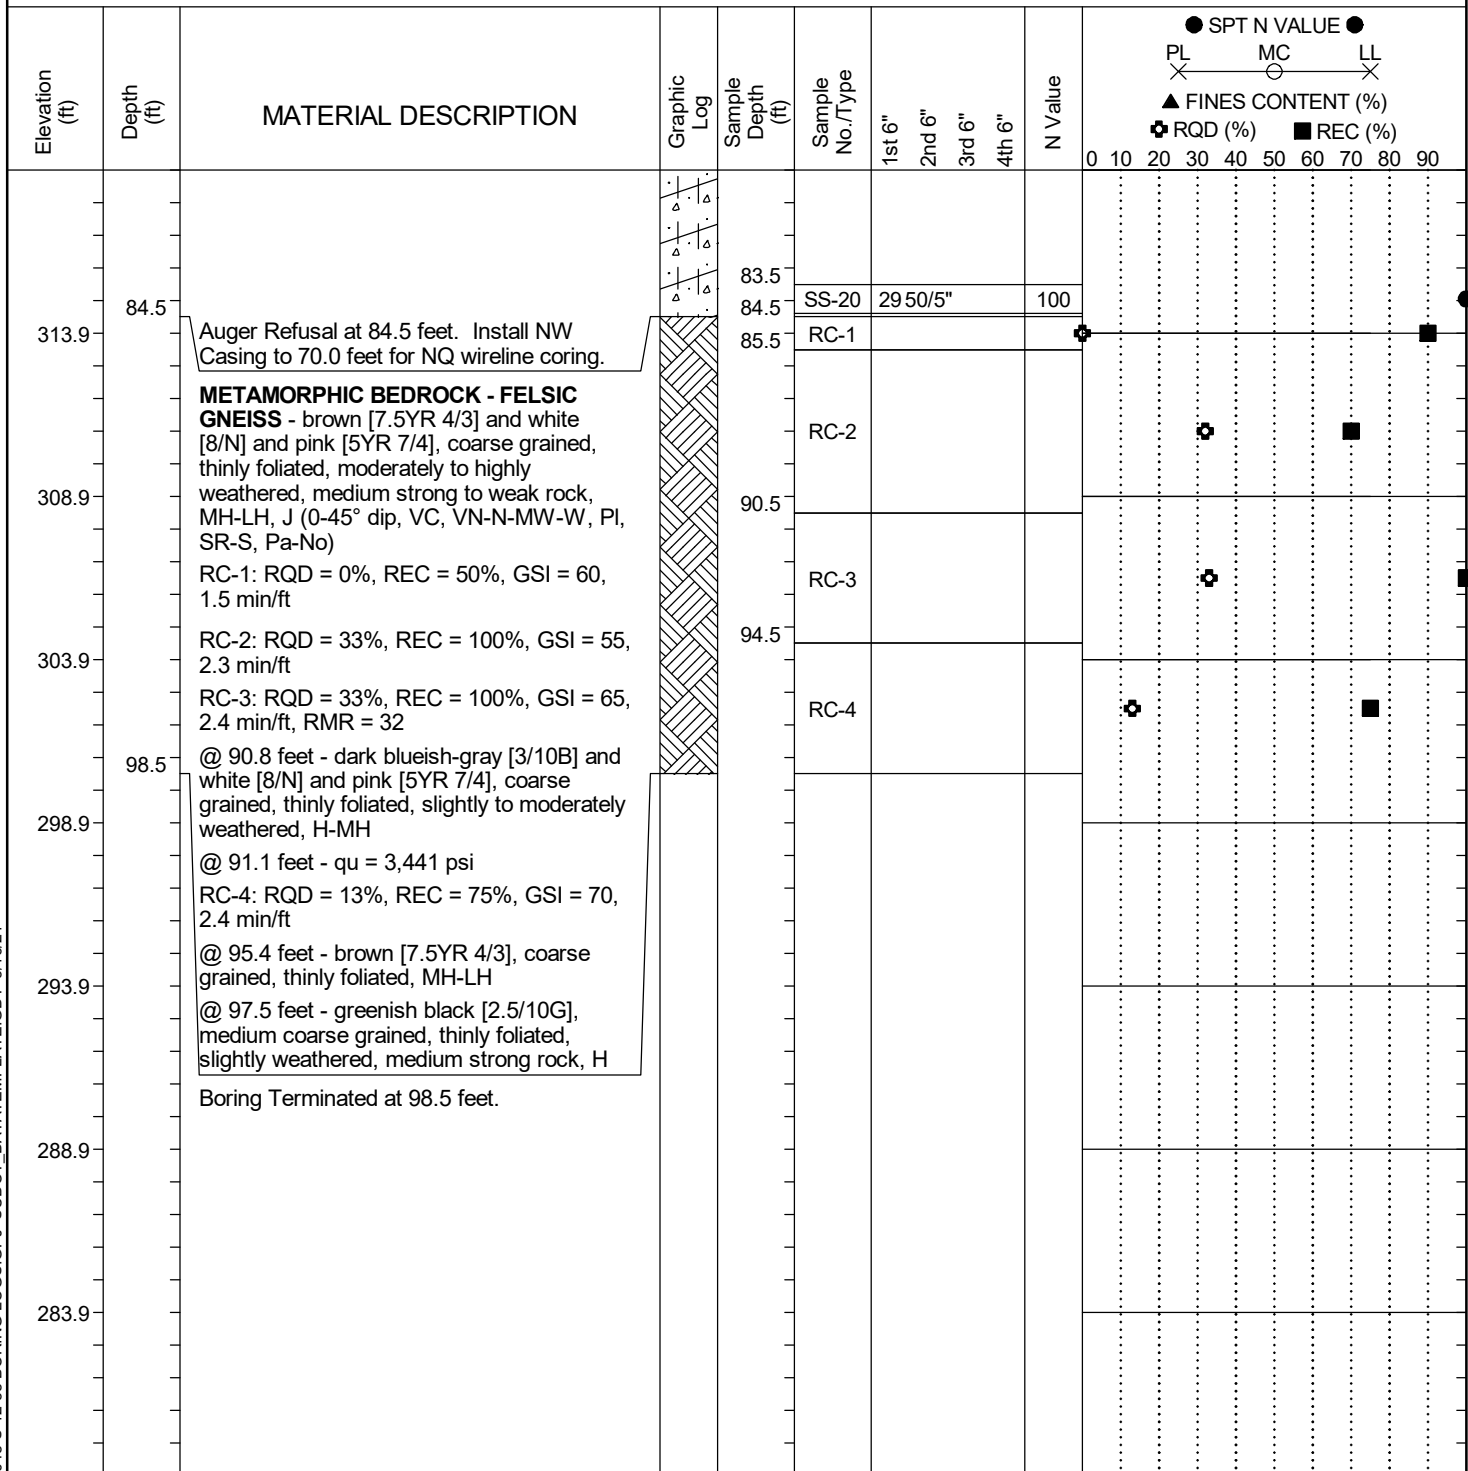 Elevation (ft)
Depth (ft)
MATERIAL DESCRIPTION
Graphic Log
Sample Depth (ft)
Sample No./Type
1st 6"
2nd 6"
3rd 6"
4th 6"
N Value
● SPT N VALUE ●
PL MC LL
▲ FINES CONTENT (%)
RQD (%) ■ REC (%)
0 10 20 30 40 50 60 70 80 90
83.5
84.5 84.5 SS-20 29 50/5" 100
313.9 85.5 RC-1
Auger Refusal at 84.5 feet. Install NW
Casing to 70.0 feet for NQ wireline coring.
METAMORPHIC BEDROCK - FELSIC
GNEISS - brown [7.5YR 4/3] and white
[8/N] and pink [5YR 7/4], coarse grained,
thinly foliated, moderately to highly
weathered, medium strong to weak rock,
MH-LH, J (0-45° dip, VC, VN-N-MW-W, Pl,
SR-S, Pa-No)
RC-2
308.9 90.5
RC-1: RQD = 0%, REC = 50%, GSI = 60,
1.5 min/ft
RC-3
RC-2: RQD = 33%, REC = 100%, GSI = 55,
2.3 min/ft
94.5
303.9
RC-3: RQD = 33%, REC = 100%, GSI = 65,
2.4 min/ft, RMR = 32
RC-4
98.5
@ 90.8 feet - dark blueish-gray [3/10B] and
white [8/N] and pink [5YR 7/4], coarse
grained, thinly foliated, slightly to moderately
weathered, H-MH
298.9
@ 91.1 feet - qu = 3,441 psi
RC-4: RQD = 13%, REC = 75%, GSI = 70,
2.4 min/ft
@ 95.4 feet - brown [7.5YR 4/3], coarse
grained, thinly foliated, MH-LH
293.9
@ 97.5 feet - greenish black [2.5/10G],
medium coarse grained, thinly foliated,
slightly weathered, medium strong rock, H
Boring Terminated at 98.5 feet.
288.9
283.9